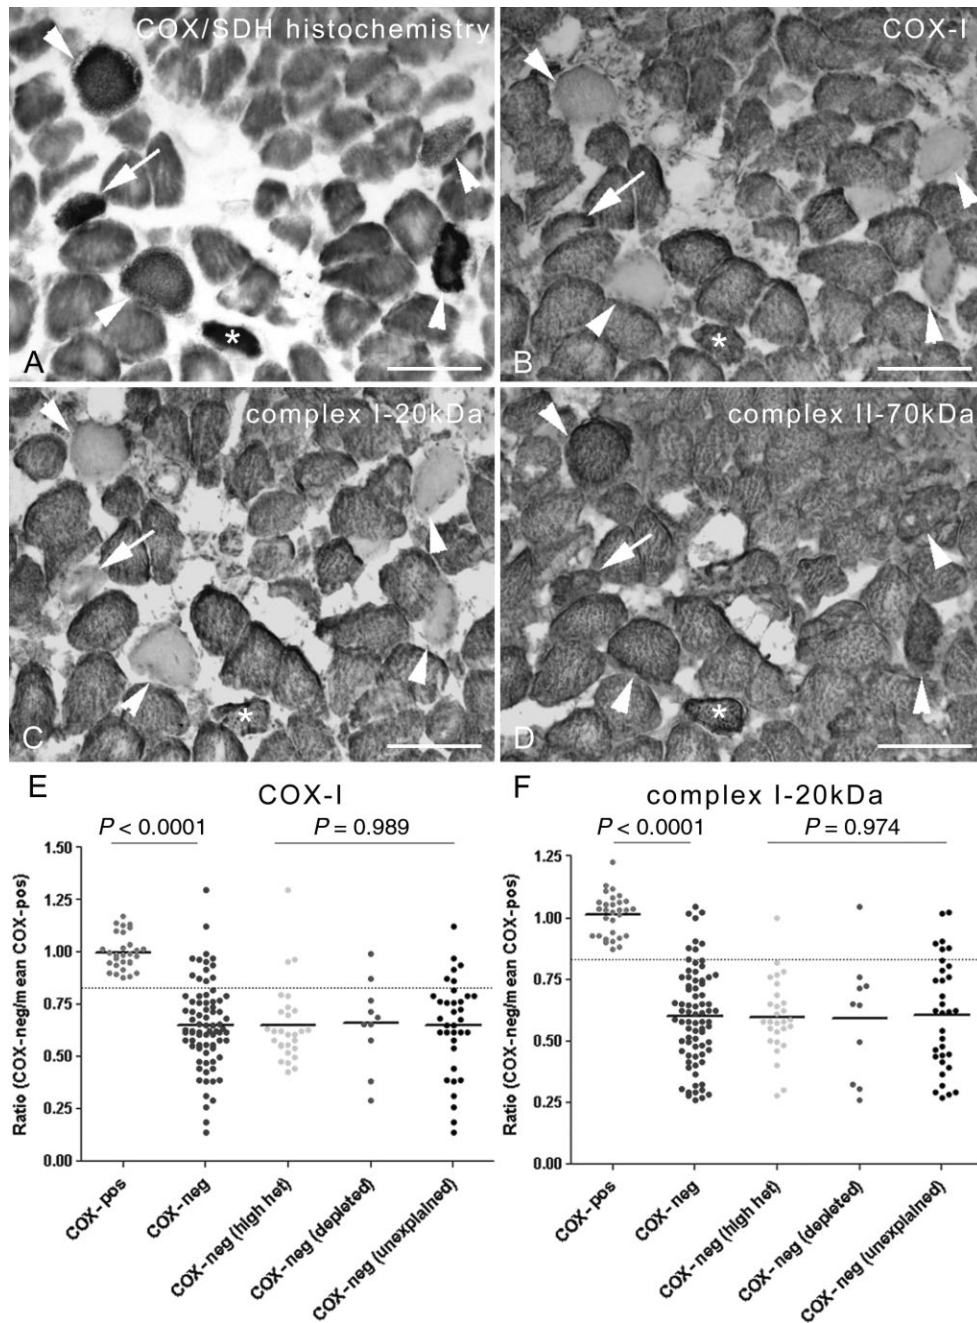 COX/SDH histochemistry
*
A
COX-I
*
B
complex I-20kDa
*
C
complex II-70kDa
*
D
E
COX-I
P < 0.0001
P = 0.989
Ratio (COX-neg/mean COX-pos)
1.50
1.25
1.00
0.75
0.50
0.25
0.00
COX-pos
COX-neg
COX-neg (high het)
COX-neg (depleted)
COX-neg (unexplained)
F
complex I-20kDa
P < 0.0001
P = 0.974
Ratio (COX-neg/mean COX-pos)
1.25
1.00
0.75
0.50
0.25
0.00
COX-pos
COX-neg
COX-neg (high het)
COX-neg (depleted)
COX-neg (unexplained)